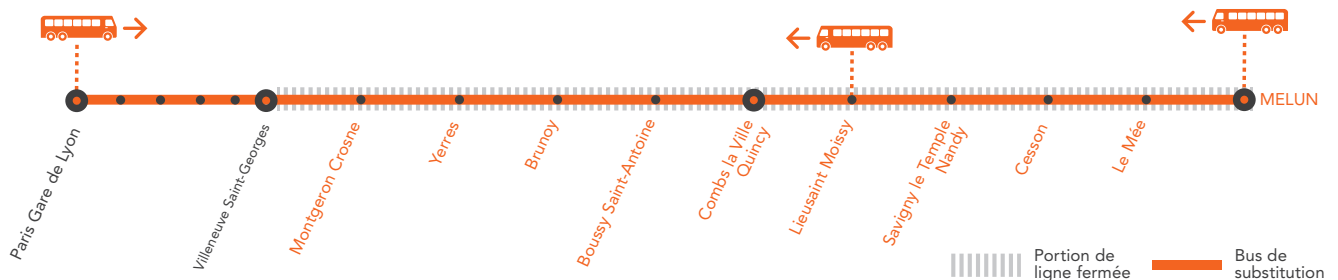 Paris Gare de Lyon
Villeneuve Saint-Georges
Montgeron Crosne
Yerres
Brunoy
Boussy Saint-Antoine
Combs la Ville
Quincy
Lieusaint Moissy
Savigny le Temple
Nandy
Cesson
Le Mée
MELUN
Portion de
ligne fermée
Bus de
substitution